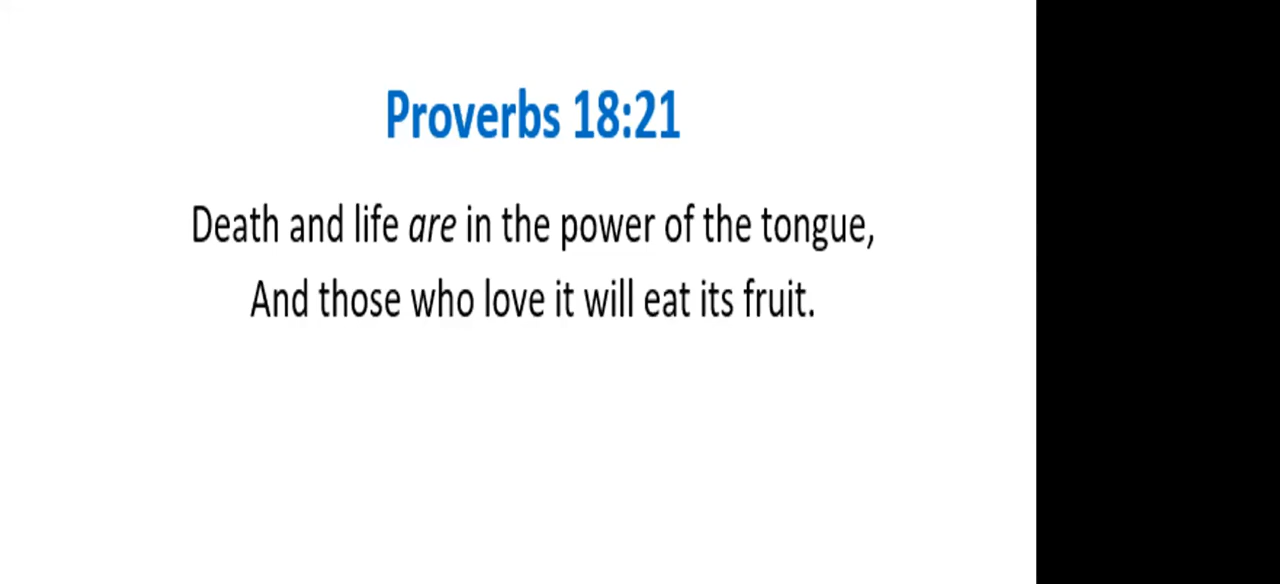 Proverbs 18:21
Death and life are in the power of the tongue,
And those who love it will eat its fruit.